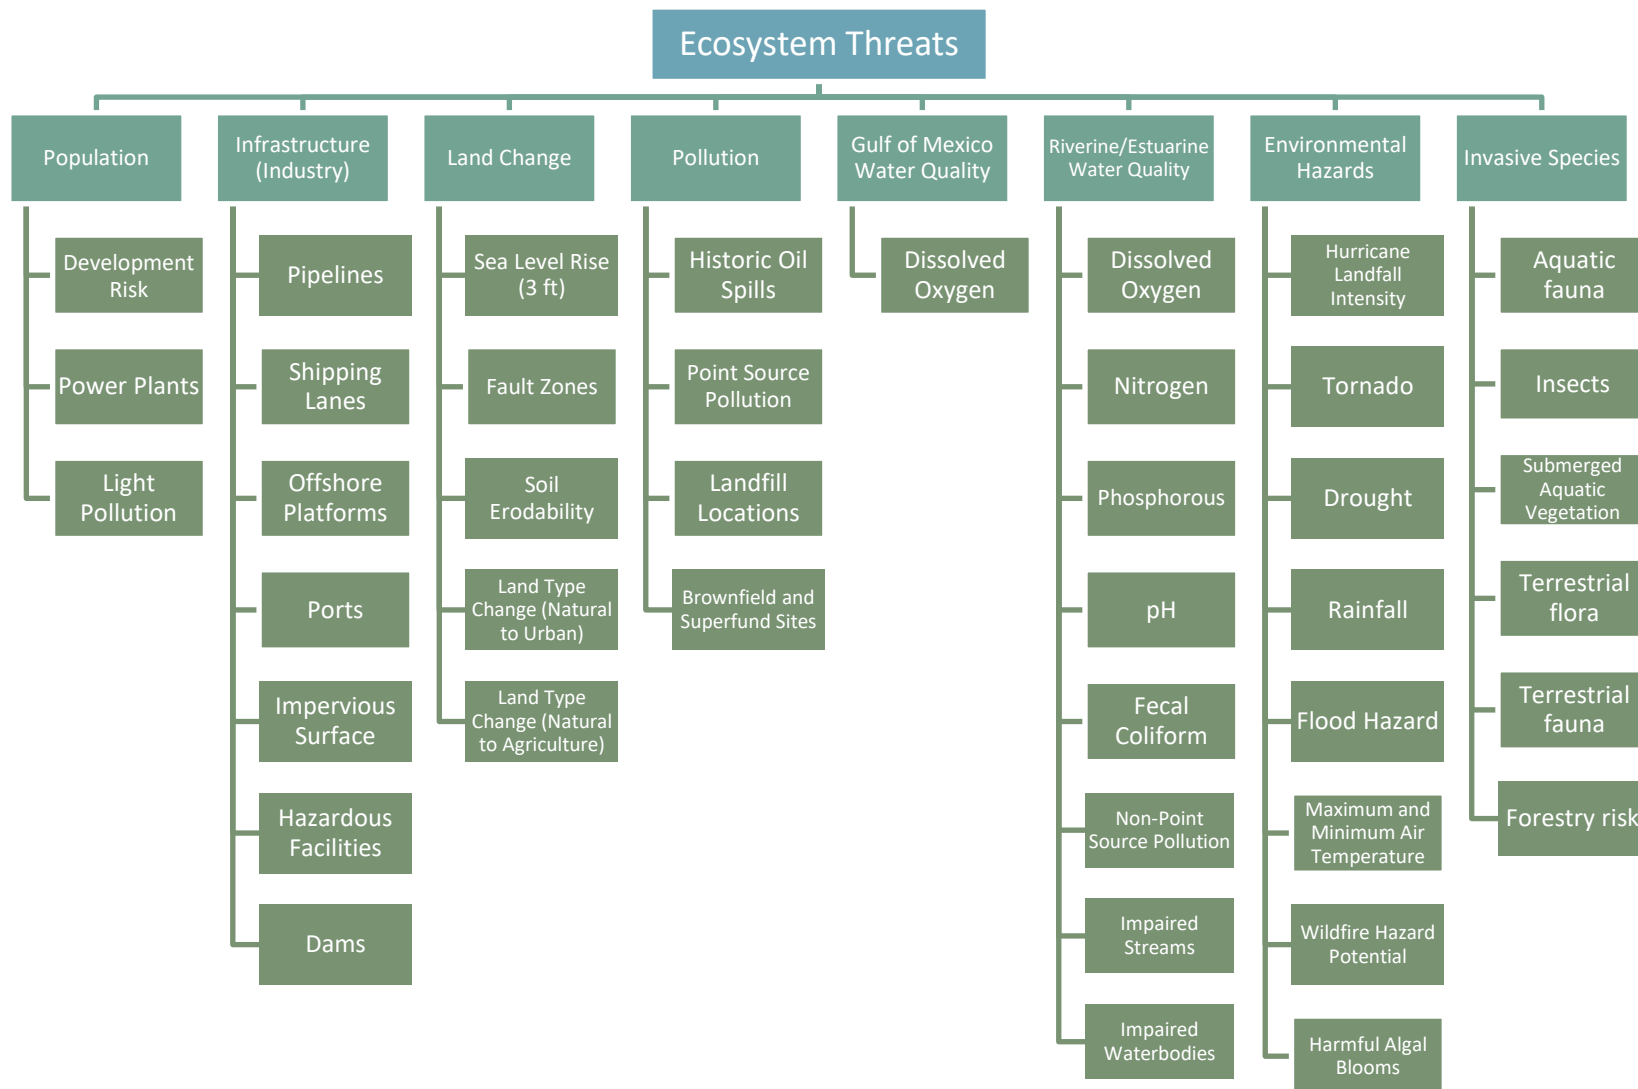 Ecosystem Threats
Population
Development
Risk
Power Plants
Light
Pollution
Infrastructure
(Industry)
Pipelines
Shipping
Lanes
Offshore
Platforms
Ports
Impervious
Surface
Hazardous
Facilities
Dams
Land Change
Sea Level Rise
(3 ft)
Fault Zones
Soil
Erodability
Land Type
Change (Natural
to Urban)
Land Type
Change (Natural
to Agriculture)
Pollution
Historic Oil
Spills
Point Source
Pollution
Landfill
Locations
Brownfield and
Superfund Sites
Gulf of Mexico
Water Quality
Dissolved
Oxygen
Riverine/Estuarine
Water Quality
Dissolved
Oxygen
Nitrogen
Phosphorous
pH
Fecal
Coliform
Non-Point
Source Pollution
Impaired
Streams
Impaired
Waterbodies
Environmental
Hazards
Hurricane
Landfall
Intensity
Tornado
Drought
Rainfall
Flood Hazard
Maximum and
Minimum Air
Temperature
Wildfire Hazard
Potential
Harmful Algal
Blooms
Invasive Species
Aquatic
fauna
Insects
Submerged
Aquatic
Vegetation
Terrestrial
flora
Terrestrial
fauna
Forestry risk